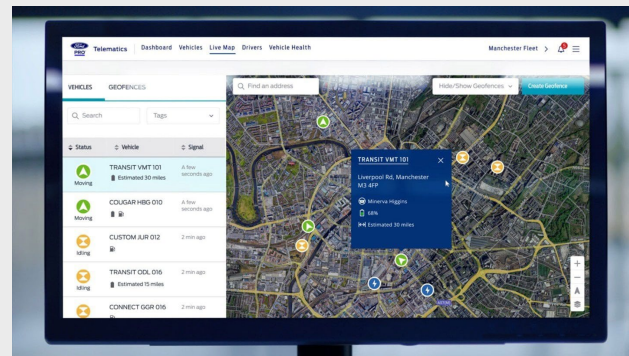 Ford
PRO
Telematics
Dashboard
Vehicles
Live Map
Drivers
Vehicle Health
Manchester Fleet
VEHICLES
GEOFENCES
Find an address
Hide/Show Geofences
Create Geofence
Search
Tags
Status
Vehicle
Signal
Moving
TRANSIT VMT 101
Estimated 30 miles
A few
seconds ago
Moving
COUGAR HBG 010
A few
seconds ago
Idling
CUSTOM JUR 012
2 min ago
Idling
TRANSIT ODL 016
Estimated 15 miles
2 min ago
CONNECT GGR 016
2 min ago
TRANSIT VMT 101
Liverpool Rd, Manchester
M3 4FP
Minerva Higgins
68%
Estimated 30 miles